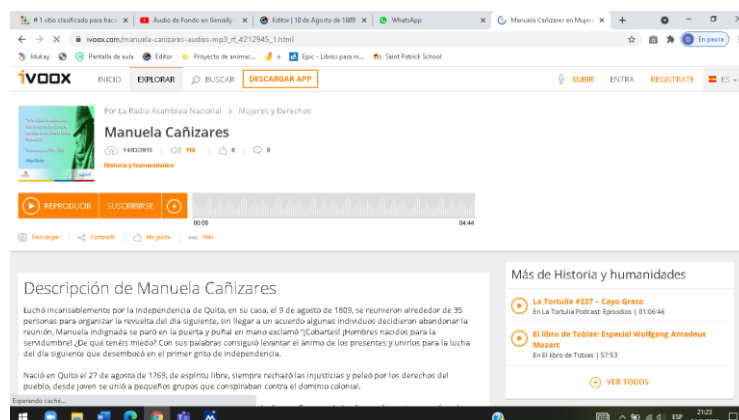 # 1 sitio clasificado para hac
Audio de Fondo en Genially -
Editor | 10 de Agosto de 1809
WhatsApp
Manuela Cañizares en Mujer
ivoox.com/manuela-canizares-audios-mp3_rf_4212945_1.html
En pausa
Idukay
Pantalla de aula
Editor
Proyecto de animac...
e
Epic - Libros para ni...
Saint Patrick School
ivoox INICIO EXPLORAR BUSCAR DESCARGAR APP SUBIR ENTRA REGISTRATE ES
Por La Radio Asamblea Nacional > Mujeres y Derechos
Manuela Cañizares
14/03/2015 115 0 0
Historia y humanidades
REPRODUCIR SUSCRIBIRSE
00:00 04:44
Descargar Compartir Me gusta Más
Descripción de Manuela Cañizares
Luchó incansablemente por la independencia de Quito, en su casa, el 9 de agosto de 1809, se reunieron alrededor de 35
personas para organizar la revuelta del día siguiente, sin llegar a un acuerdo algunas individuos decidieron abandonar la
reunión, Manuela indignada se paró en la puerta y puñal en mano exclamó "¡Cobartes! ¡Hombres nacidos para la
servidumbre! ¿De qué tenéis miedo? Con sus palabras consiguió levantar el ánimo de los presentes y unirlos para la lucha
del día siguiente que desembocó en el primer grito de independencia.
Nació en Quito el 27 de agosto de 1769, de espíritu libre, siempre rechazó las injusticias y peleó por los derechos del
pueblo, desde joven se unió a pequeños grupos que conspiraban contra el dominio colonial.
Más de Historia y humanidades
La Tortulia #227 - Cayo Graco
En La Tortulia Podcast: Episodios | 01:06:46
El libro de Tobias: Especial Wolfgang Amadeus
Mozart
En El libro de Tobias | 57:53
VER TODOS
Esperando caché...
ESP
21:23